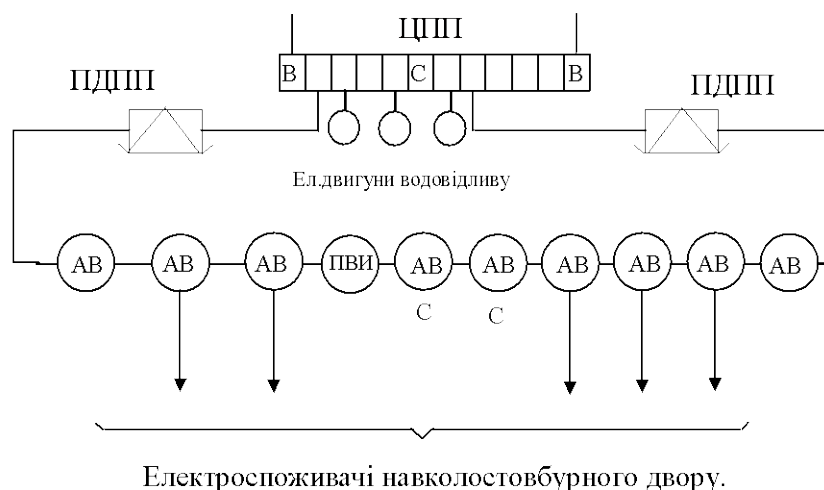 ЦПП
В С В
ПДПП ПДПП
Ел.двигуни водовідливу
АВ АВ АВ ПВИ АВ АВ АВ АВ АВ АВ
С С
Електроспоживачі навколостовбурного двору.